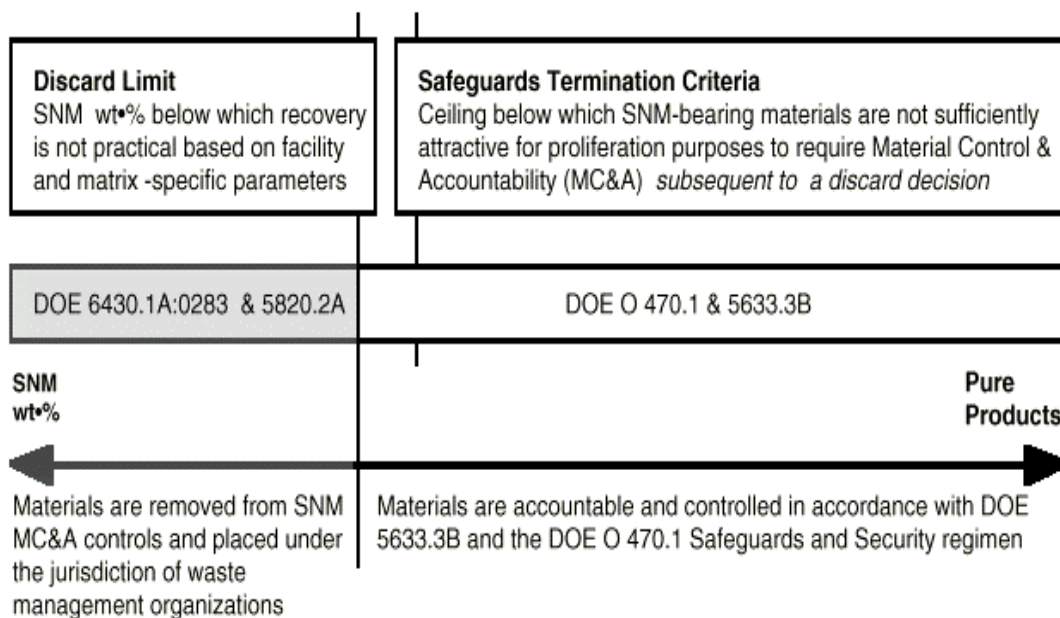 Discard Limit
SNM wt•% below which recovery
is not practical based on facility
and matrix -specific parameters
Safeguards Termination Criteria
Ceiling below which SNM-bearing materials are not sufficiently
attractive for proliferation purposes to require Material Control &
Accountability (MC&A) subsequent to a discard decision
DOE 6430.1A:0283 & 5820.2A
DOE O 470.1 & 5633.3B
SNM
wt•%
Pure
Products
Materials are removed from SNM
MC&A controls and placed under
the jurisdiction of waste
management organizations
Materials are accountable and controlled in accordance with DOE
5633.3B and the DOE O 470.1 Safeguards and Security regimen